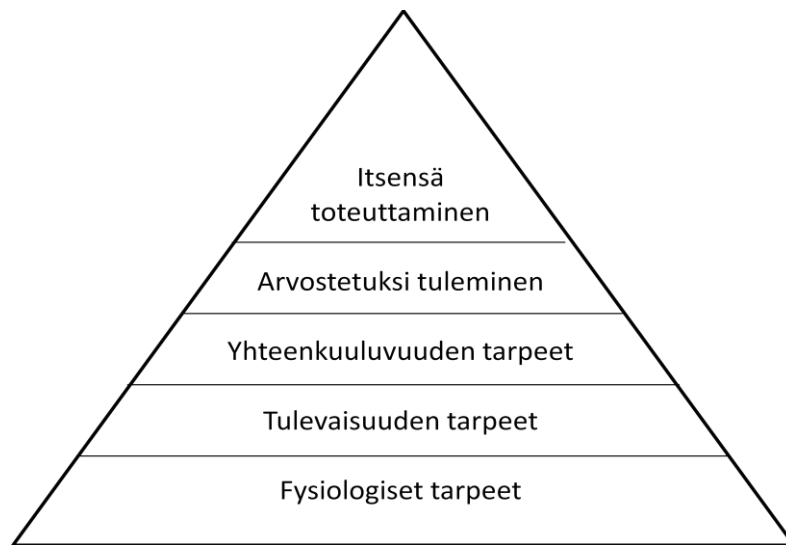 Itsensä
toteuttaminen
Arvostetuksi tuleminen
Yhteenkuuluvuuden tarpeet
Tulevaisuuden tarpeet
Fysiologiset tarpeet